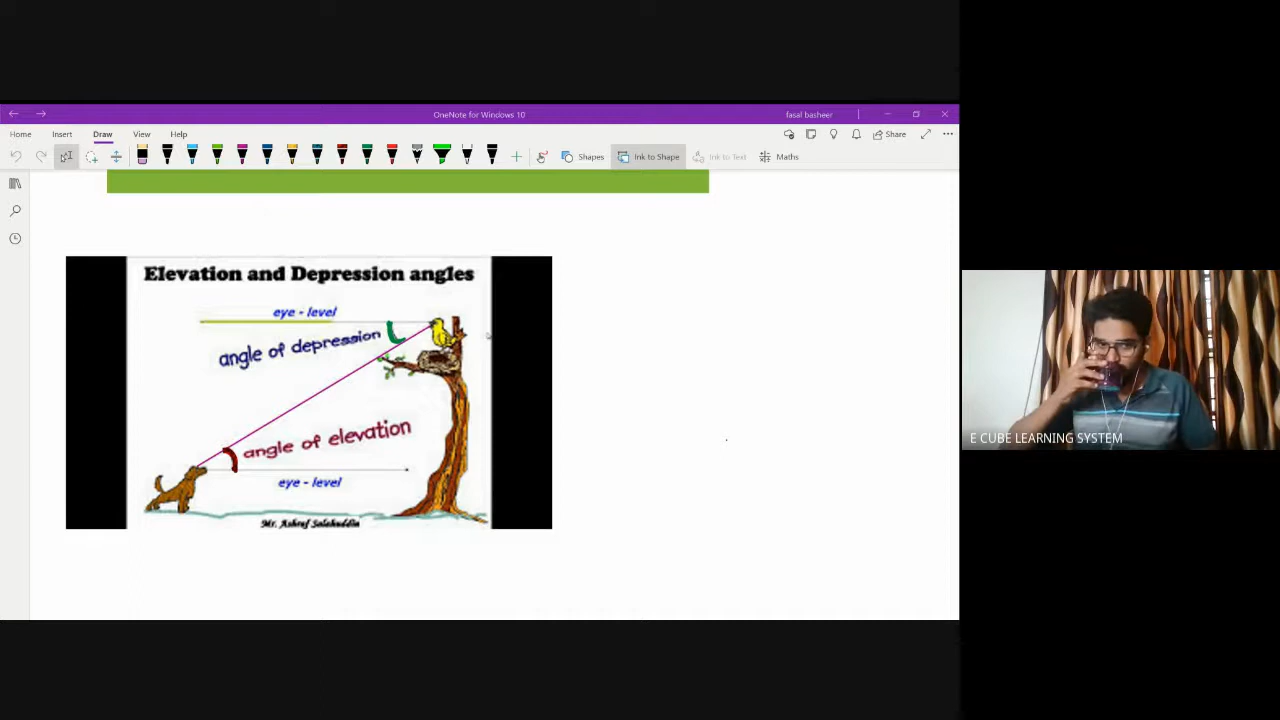 OneNote for Windows 10
fasal basheer
Home Insert Draw View Help
Share
Shapes Ink to Shape Ink to Text Maths
Elevation and Depression angles
eye - level
angle of depression
angle of elevation
eye - level
Mr. Ashraf Salahuddin
E CUBE LEARNING SYSTEM